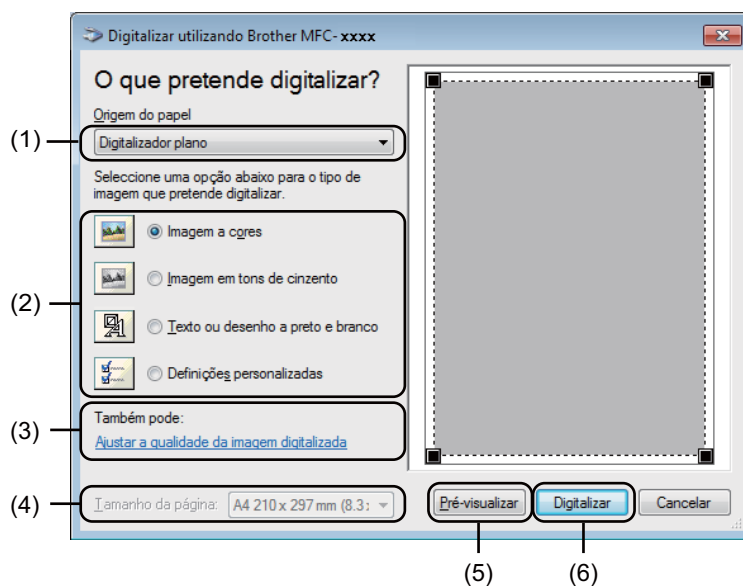 Digitalizar utilizando Brother MFC- xxxx
O que pretende digitalizar?
Origem do papel
(1)
Digitalizador plano
Seleccione uma opção abaixo para o tipo de
imagem que pretende digitalizar.
(2)
Imagem a cores
Imagem em tons de cinzento
Texto ou desenho a preto e branco
Definições personalizadas
(3)
Também pode:
Ajustar a qualidade da imagem digitalizada
(4)
Tamanho da página: A4 210 x 297 mm (8.3 :
Pré-visualizar Digitalizar Cancelar
(5) (6)